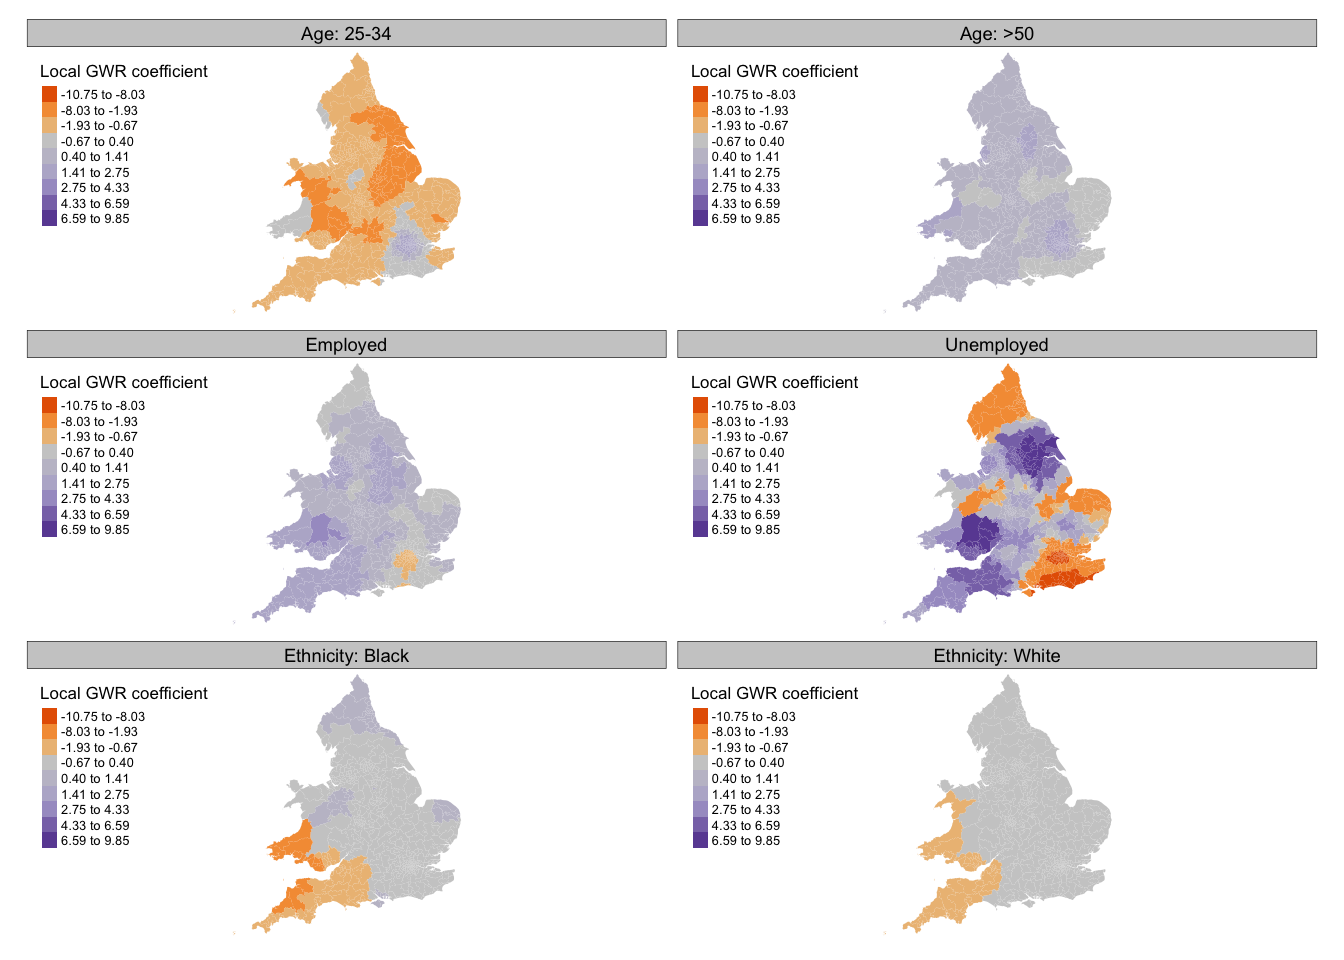 Age: 25-34
Local GWR coefficient
-10.75 to -8.03
-8.03 to -1.93
-1.93 to -0.67
-0.67 to 0.40
0.40 to 1.41
1.41 to 2.75
2.75 to 4.33
4.33 to 6.59
6.59 to 9.85
Age: >50
Local GWR coefficient
-10.75 to -8.03
-8.03 to -1.93
-1.93 to -0.67
-0.67 to 0.40
0.40 to 1.41
1.41 to 2.75
2.75 to 4.33
4.33 to 6.59
6.59 to 9.85
Employed
Local GWR coefficient
-10.75 to -8.03
-8.03 to -1.93
-1.93 to -0.67
-0.67 to 0.40
0.40 to 1.41
1.41 to 2.75
2.75 to 4.33
4.33 to 6.59
6.59 to 9.85
Unemployed
Local GWR coefficient
-10.75 to -8.03
-8.03 to -1.93
-1.93 to -0.67
-0.67 to 0.40
0.40 to 1.41
1.41 to 2.75
2.75 to 4.33
4.33 to 6.59
6.59 to 9.85
Ethnicity: Black
Local GWR coefficient
-10.75 to -8.03
-8.03 to -1.93
-1.93 to -0.67
-0.67 to 0.40
0.40 to 1.41
1.41 to 2.75
2.75 to 4.33
4.33 to 6.59
6.59 to 9.85
Ethnicity: White
Local GWR coefficient
-10.75 to -8.03
-8.03 to -1.93
-1.93 to -0.67
-0.67 to 0.40
0.40 to 1.41
1.41 to 2.75
2.75 to 4.33
4.33 to 6.59
6.59 to 9.85